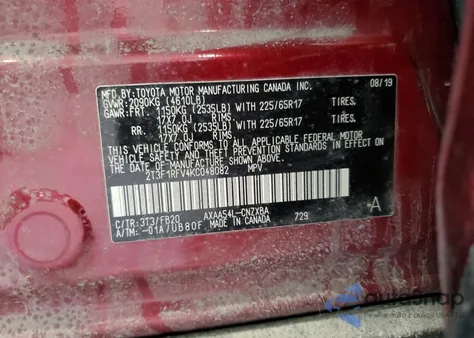 MFD.BY:TOYOTA MOTOR MANUFACTURING CANADA INC. 08/19
GVWR:2090KG (4610LB)
GAWR:FRT. 1150KG (2535LB) WITH 225/65R17 TIRES.
17X7.0J RIMS.
RR. 1150KG (2535LB) WITH 225/65R17 TIRES.
17X7.0J RIMS.
THIS VEHICLE CONFORMS TO ALL APPLICABLE FEDERAL MOTOR
VEHICLE SAFETY AND BUMPER STANDARDS IN EFFECT ON
THE DATE OF MANUFACTURE SHOWN ABOVE.
2T3F1RFV4KC048082 MPV
C/TR:3T3/FB20 AXAA54L-CNZXBA A
A/TM: -01A/UB80F MADE IN CANADA 729
autosnap